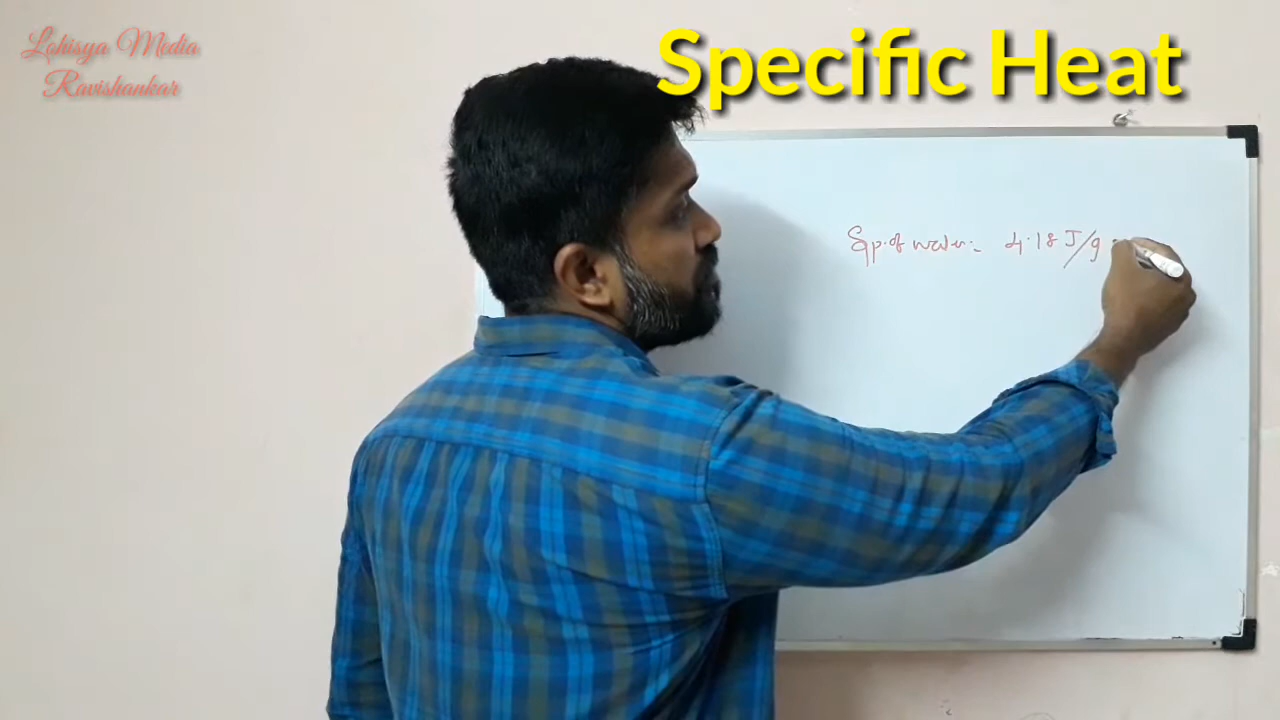 Lohisya Media
Ravishankar
Specific Heat
Sp. of water:- 4.18 J/g